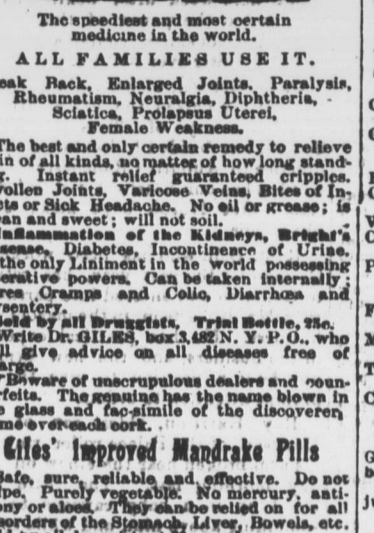 The speediest and most certain
medicine in the world.
ALL FAMILIES USE IT.
eak Back, Enlarged Joints, Paralysis,
Rheumatism, Neuralgia, Diphtheria,
Sciatica, Prolapsus Uterei,
Female Weakness.
The best and only certain remedy to relieve
in of all kinds, no matter of how long stand-
g. Instant relief guaranteed cripples.
vollen Joints, Varicose Veins, Bites of In-
cts or Sick Headache. No oil or grease; is
an and sweet; will not soil.
Inflammation of the Kidneys, Bright's
sease, Diabetes, Incontinence of Urine.
the only Liniment in the world possessing
erative powers. Can be taken internally;
res Cramps and Colic, Diarrhœa and
sentery.
Sold by all Druggists, Trial Bottle, 25c.
Write Dr. GILES, box 3,482 N. Y. P. O., who
ll give advice on all diseases free of
arge.
Beware of unscrupulous dealers and coun-
rfeits. The genuine has the name blown in
e glass and fac-simile of the discoverer,
me over each cork.
Giles' Improved Mandrake Pills
Safe, sure, reliable and effective. Do not
ipe. Purely vegetable. No mercury, anti-
ony or aloes. They can be relied on for all
sorders of the Stomach, Liver, Bowels, etc.